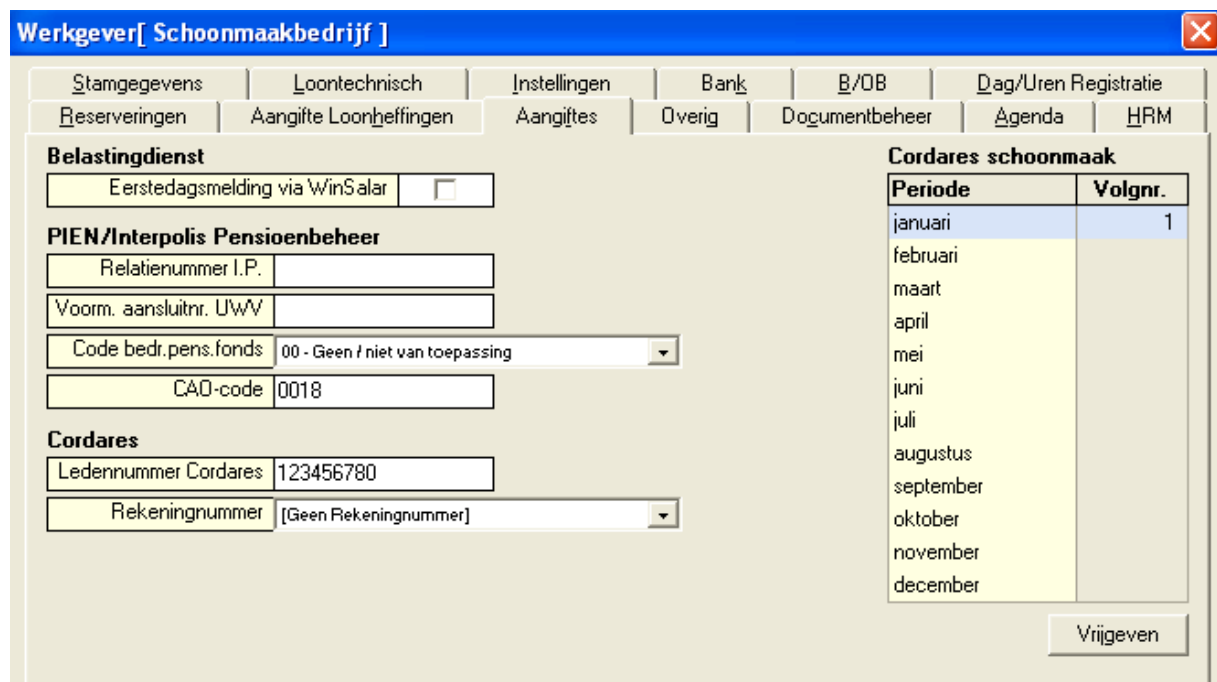 Werkgever[ Schoonmaakbedrijf ]
Stamgegevens Loontechnisch Instellingen Bank B/OB Dag/Uren Registratie
Reserveringen Aangifte Loonheffingen Aangiftes Overig Documentbeheer Agenda HRM
Belastingdienst
Eerstedagsmelding via WinSalar
PIEN/Interpolis Pensioenbeheer
Relatienummer I.P.
Voorm. aansluitnr. UWV
Code bedr.pens.fonds 00 - Geen / niet van toepassing
CAO-code 0018
Cordares
Ledennummer Cordares 123456780
Rekeningnummer [Geen Rekeningnummer]
Cordares schoonmaak
Periode Volgnr.
januari 1
februari
maart
april
mei
juni
juli
augustus
september
oktober
november
december
Vrijgeven